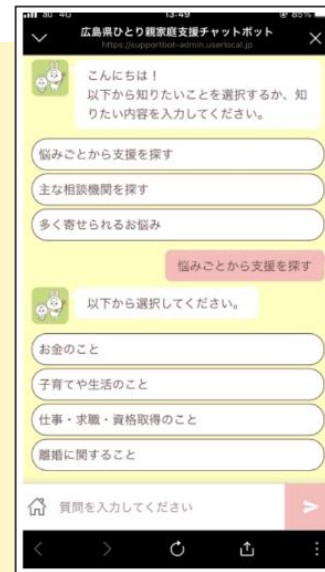 au 4G
13:49
85%
広島県ひとり親家庭支援チャットボット
https://supportbot-admin.userlocal.jp
こんにちは！
以下から知りたいことを選択するか、知
りたい内容を入力してください。
悩みごとから支援を探す
主な相談機関を探す
多く寄せられるお悩み
悩みごとから支援を探す
以下から選択してください。
お金のこと
子育てや生活のこと
仕事・求職・資格取得のこと
離婚に関すること
質問を入力してください